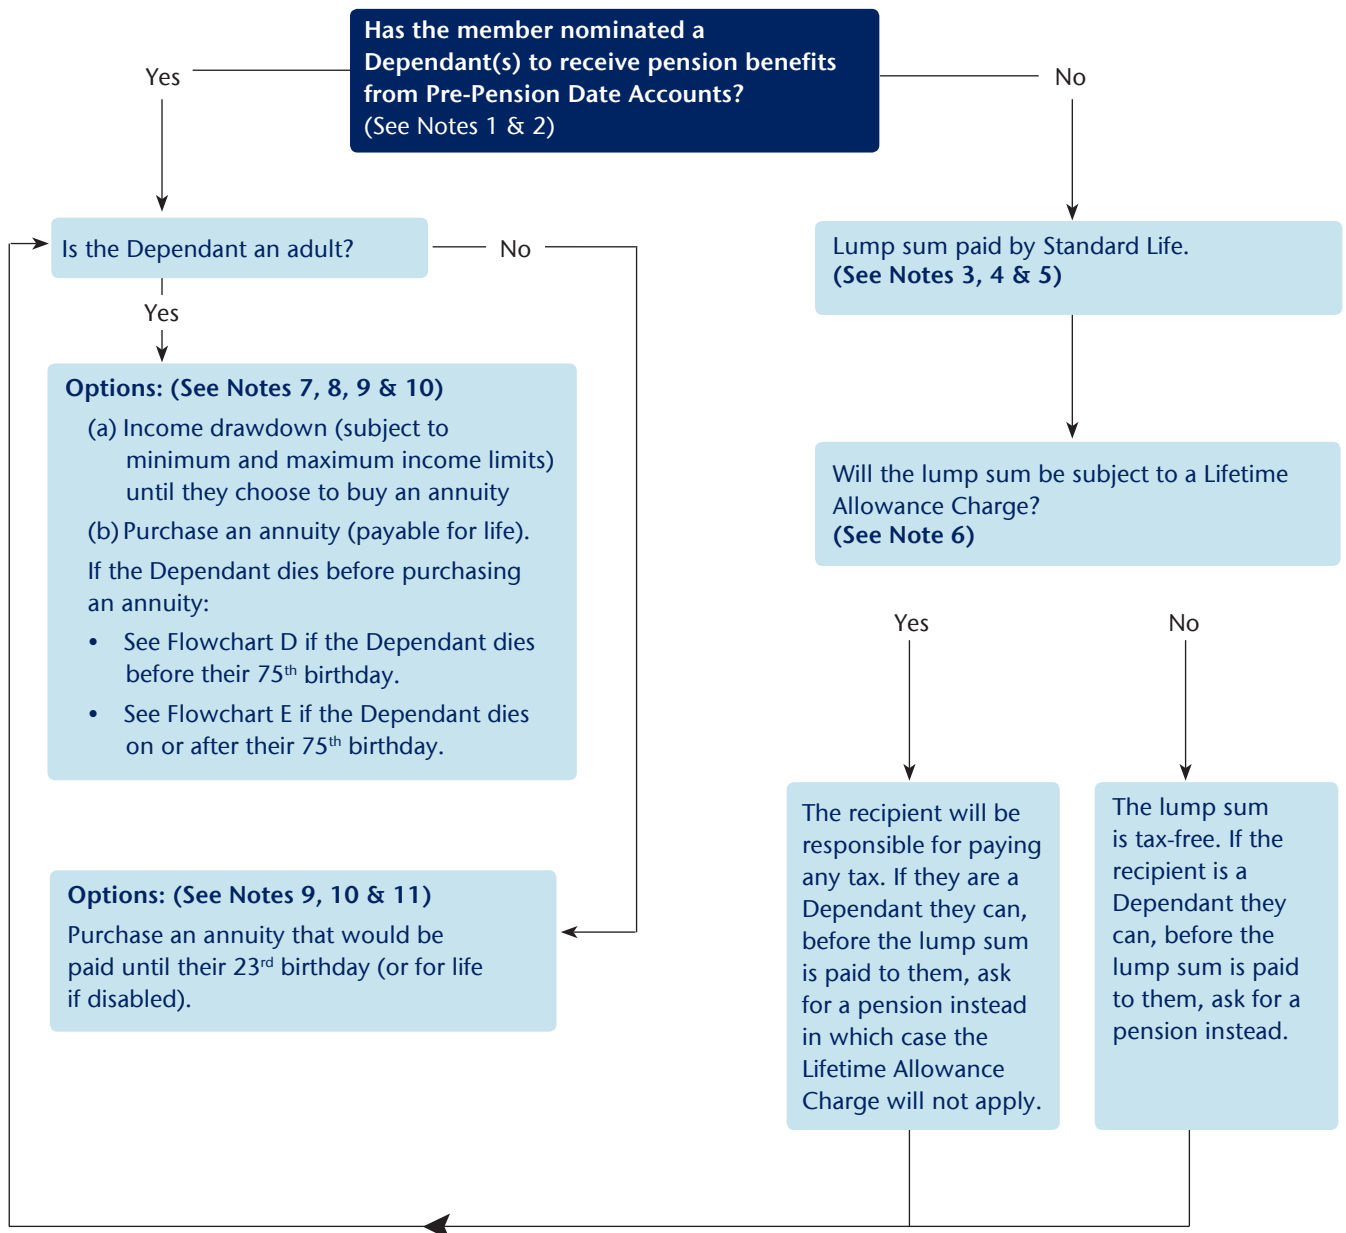 Has the member nominated a
Dependant(s) to receive pension benefits
from Pre-Pension Date Accounts?
(See Notes 1 & 2)
Yes
No
Is the Dependant an adult?
No
Yes
Options: (See Notes 7, 8, 9 & 10)
(a) Income drawdown (subject to
minimum and maximum income limits)
until they choose to buy an annuity
(b) Purchase an annuity (payable for life).
If the Dependant dies before purchasing
an annuity:
• See Flowchart D if the Dependant dies
before their 75th birthday.
• See Flowchart E if the Dependant dies
on or after their 75th birthday.
Options: (See Notes 9, 10 & 11)
Purchase an annuity that would be
paid until their 23rd birthday (or for life
if disabled).
Lump sum paid by Standard Life.
(See Notes 3, 4 & 5)
Will the lump sum be subject to a Lifetime
Allowance Charge?
(See Note 6)
Yes
No
The recipient will be
responsible for paying
any tax. If they are a
Dependant they can,
before the lump sum
is paid to them, ask
for a pension instead
in which case the
Lifetime Allowance
Charge will not apply.
The lump sum
is tax-free. If the
recipient is a
Dependant they
can, before the
lump sum is paid
to them, ask for a
pension instead.